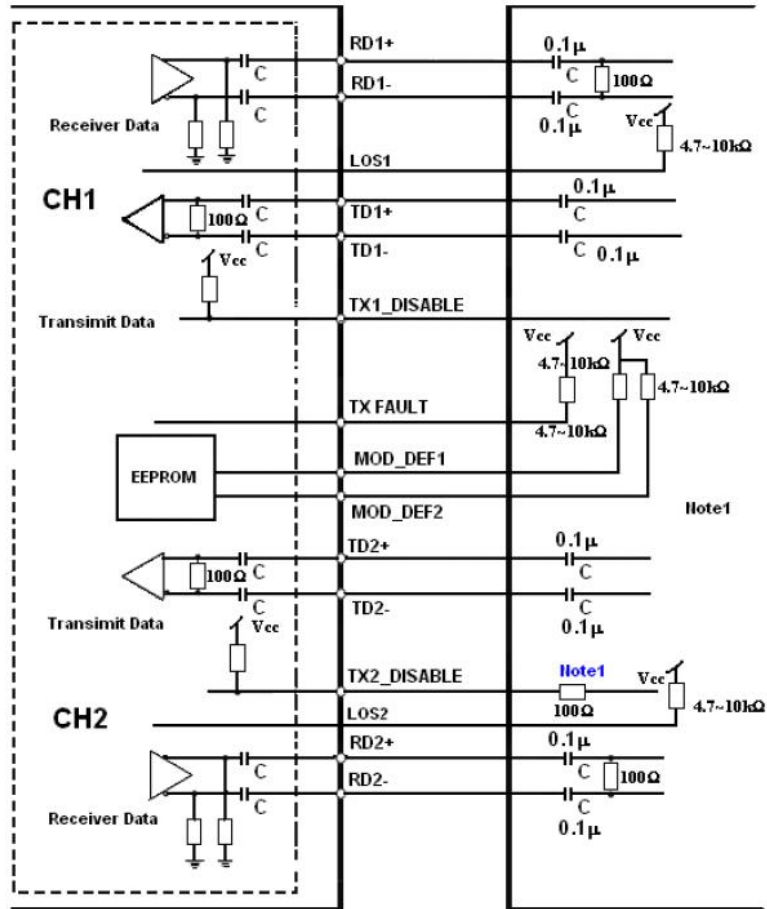 RD1+
0.1μ
C
C
100Ω
RD1-
C
C
0.1μ
Vcc
Receiver Data
4.7~10kΩ
LOS1
CH1
0.1μ
100Ω
C
TD1+
C
C
TD1-
C
0.1μ
Vcc
TX1_DISABLE
Transimit Data
Vcc
Vcc
4.7~10kΩ
4.7~10kΩ
TX FAULT
4.7~10kΩ
MOD_DEF1
EEPROM
MOD_DEF2
Note1
TD2+
0.1μ
100Ω
C
C
C
TD2-
C
0.1μ
Transimit Data
Vcc
TX2_DISABLE
Note1
Vcc
100Ω
4.7~10kΩ
CH2
LOS2
RD2+
0.1μ
C
C
100Ω
RD2-
C
C
0.1μ
Receiver Data